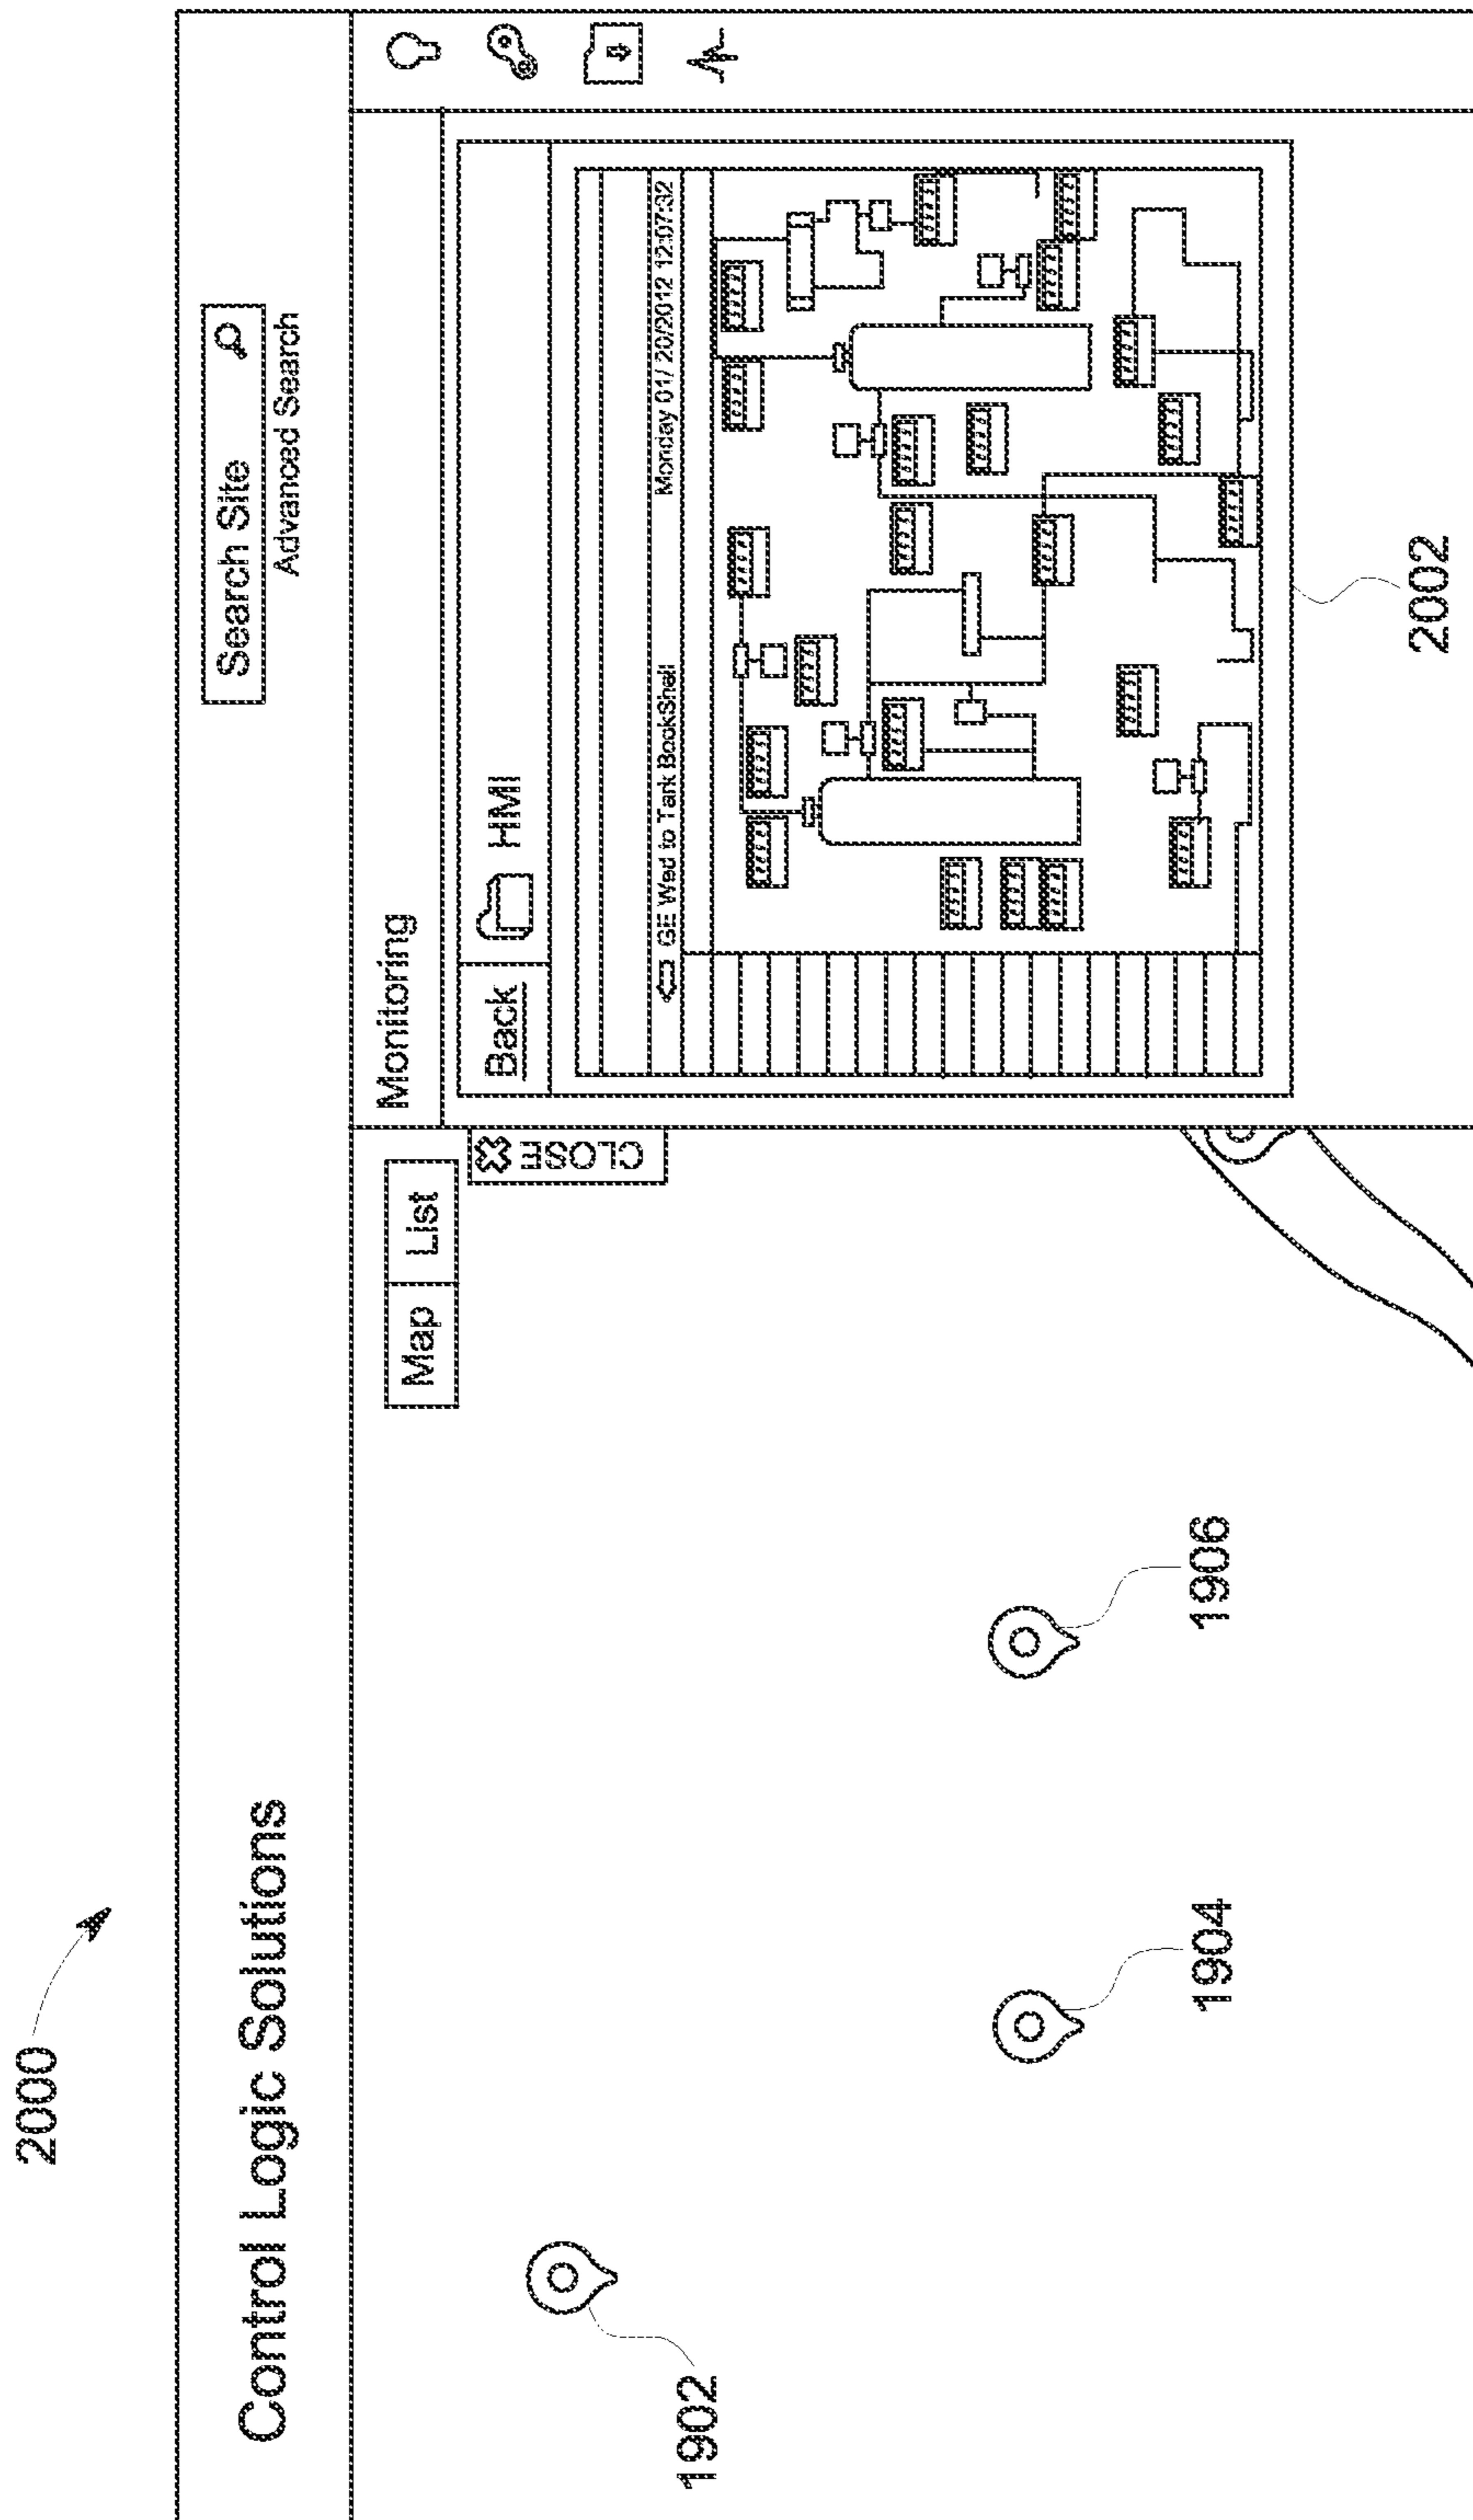 2000
Control Logic Solutions
Search Site
Advanced Search
Map List
Monitoring
CLOSE
Back HMI
GE Wed to Tank BookShelf Monday 01/20/2012 12:07:32
1902
1904
1906
2002